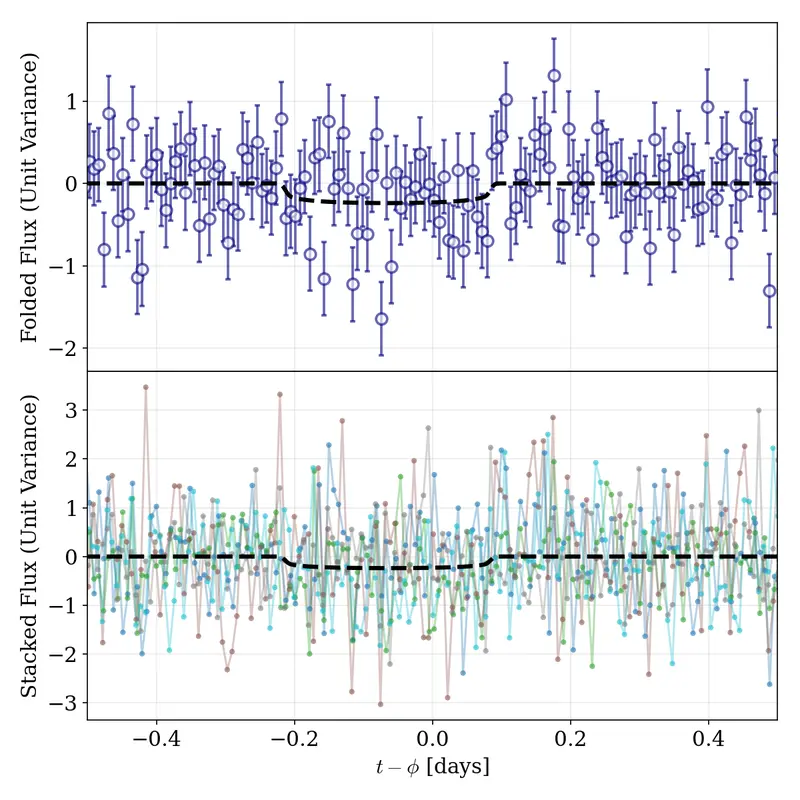 Folded Flux (Unit Variance)
1
0
−1
−2
Stacked Flux (Unit Variance)
3
2
1
0
−1
−2
−3
−0.4 −0.2 0.0 0.2 0.4
t − ϕ [days]